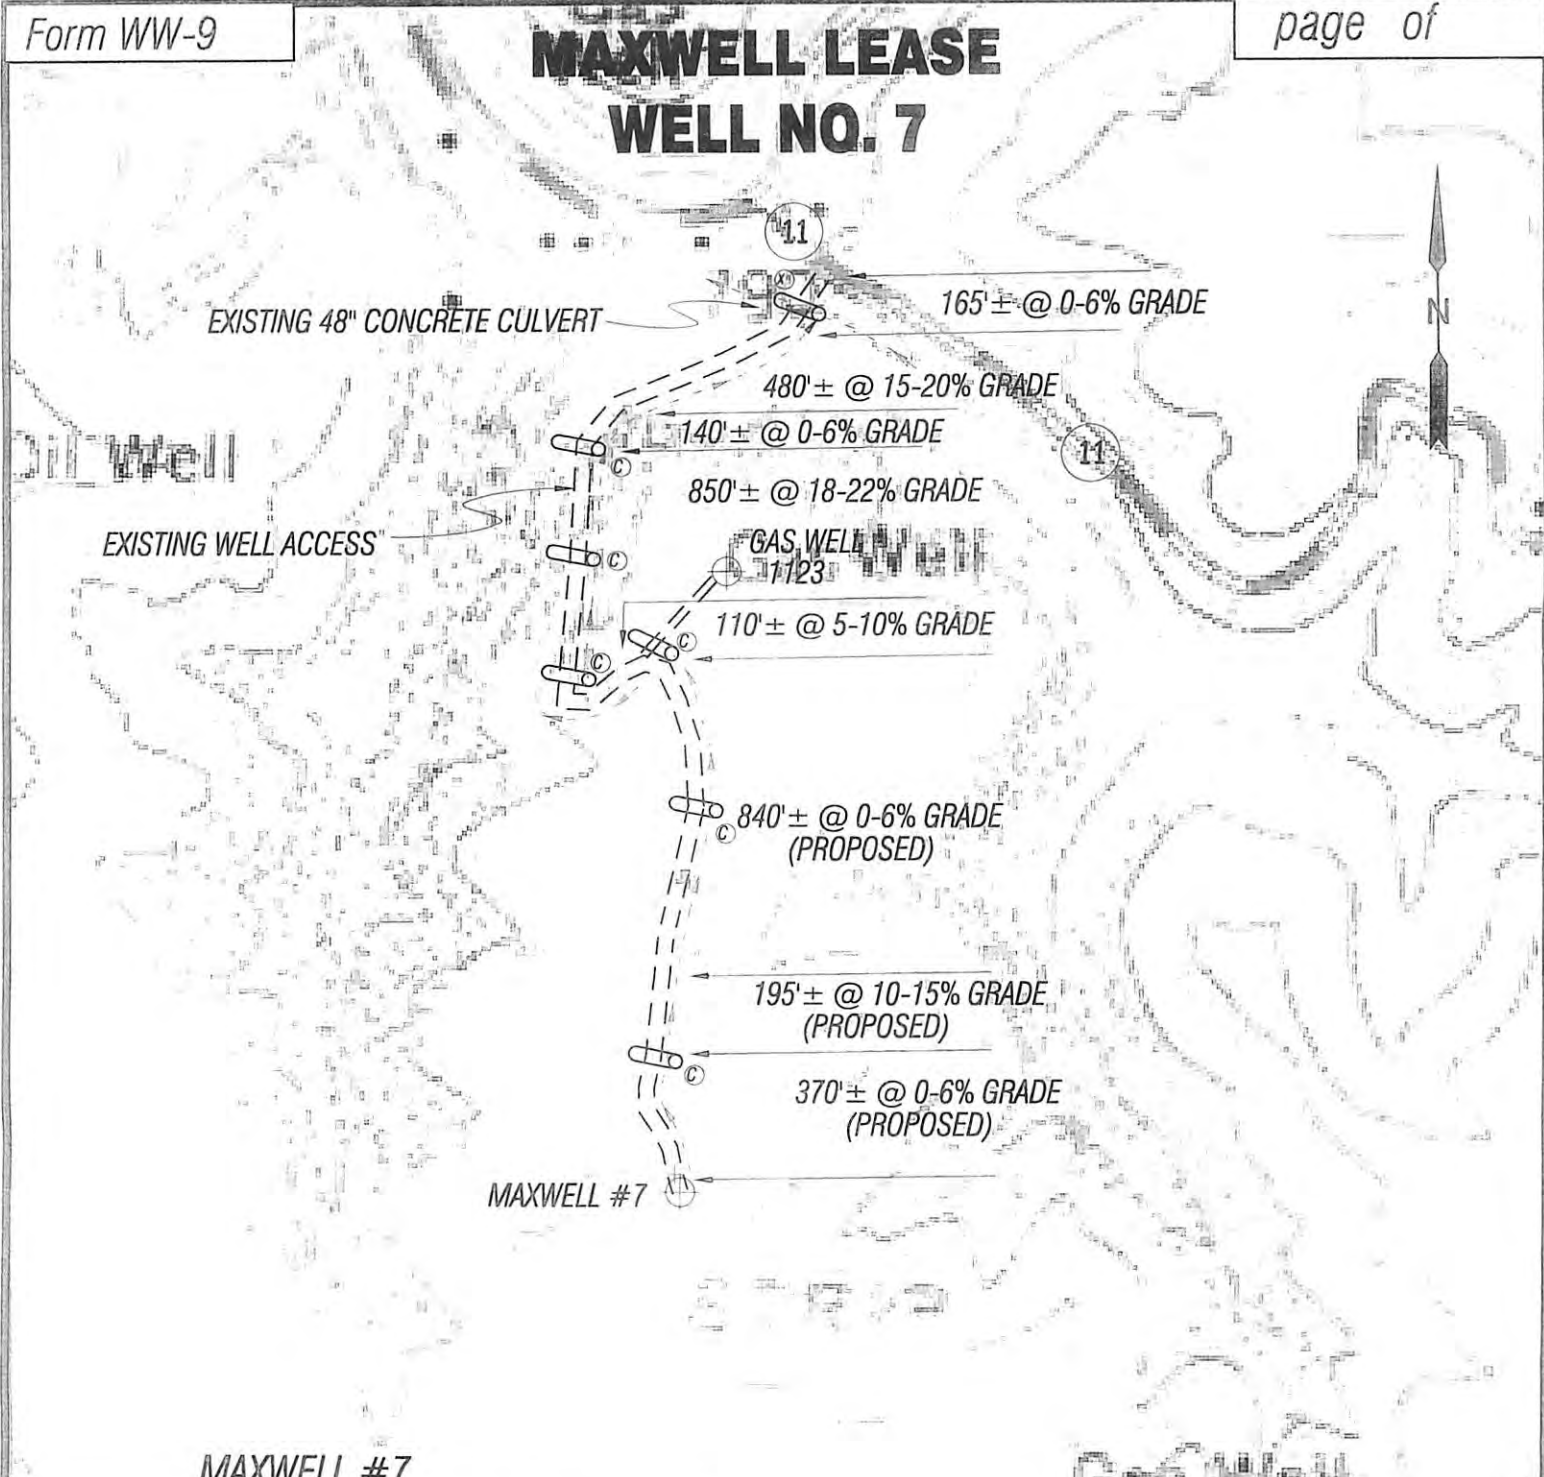 Form WW-9
page of
MAXWELL LEASE
WELL NO. 7
11
EXISTING 48" CONCRETE CULVERT
165'± @ 0-6% GRADE
480'± @ 15-20% GRADE
140'± @ 0-6% GRADE
11
C
850'± @ 18-22% GRADE
EXISTING WELL ACCESS
GAS WELL
1123
C
110'± @ 5-10% GRADE
C
C
840'± @ 0-6% GRADE
(PROPOSED)
C
195'± @ 10-15% GRADE
(PROPOSED)
C
370'± @ 0-6% GRADE
(PROPOSED)
MAXWELL #7
MAXWELL #7
Gas Well